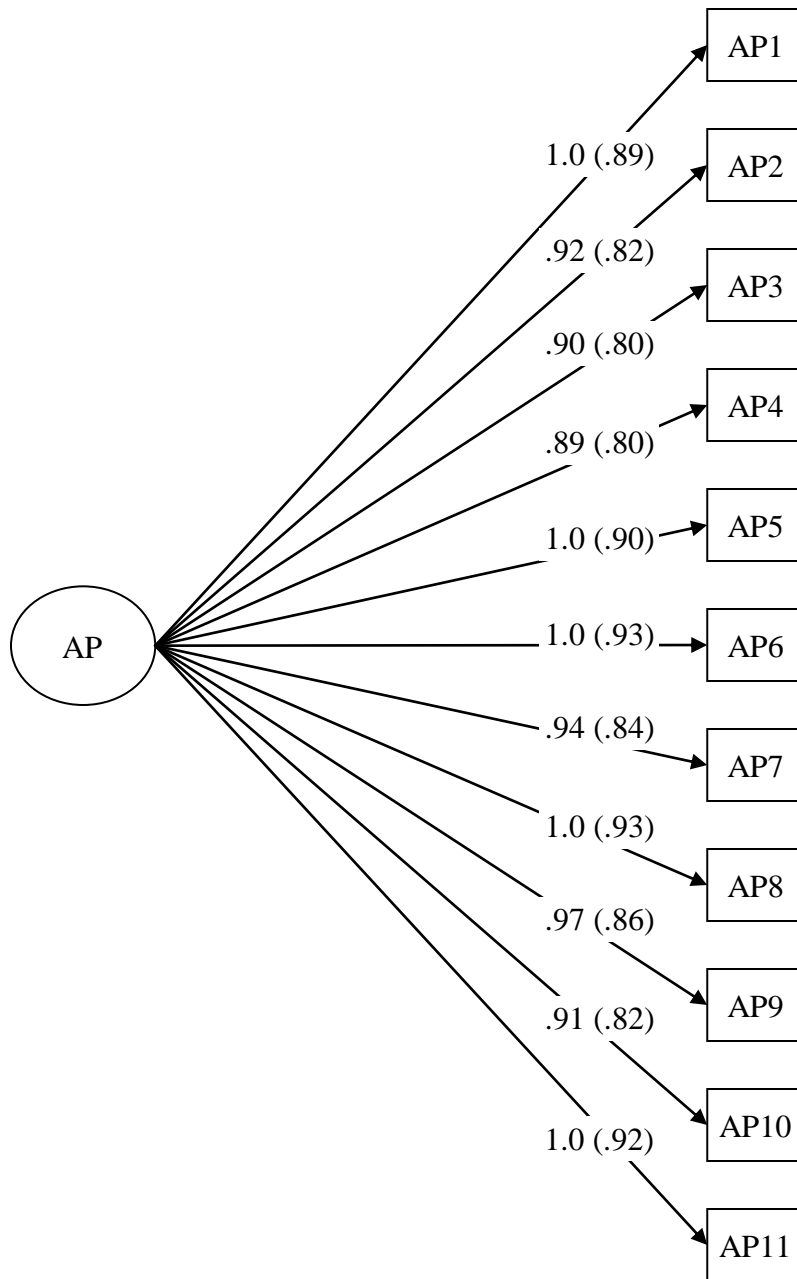 AP1
1.0 (.89)
AP2
.92 (.82)
AP3
.90 (.80)
AP4
.89 (.80)
AP5
1.0 (.90)
AP
AP6
1.0 (.93)
AP7
.94 (.84)
AP8
1.0 (.93)
AP9
.97 (.86)
AP10
.91 (.82)
AP11
1.0 (.92)